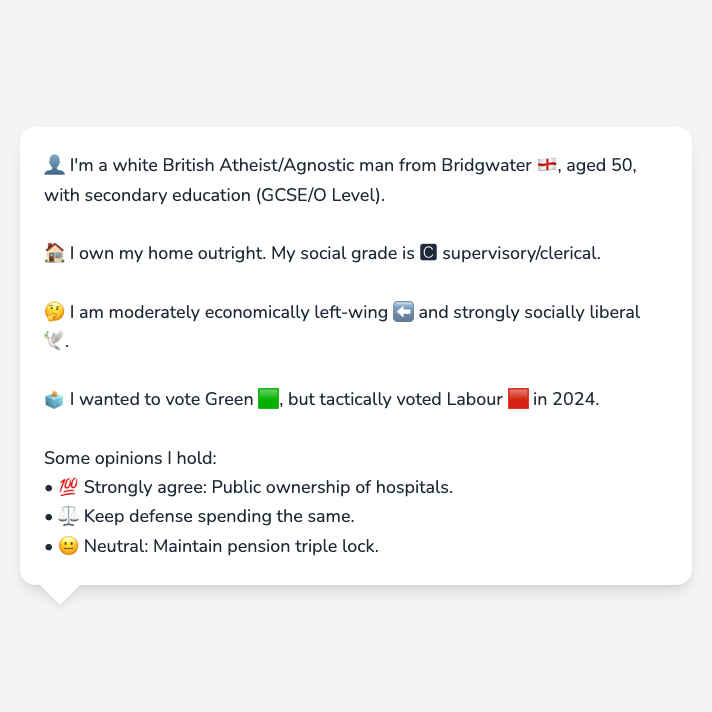 👤 I'm a white British Atheist/Agnostic man from Bridgwater 🏴󠁧󠁢󠁥󠁮󠁧󠁿, aged 50,
with secondary education (GCSE/O Level).
🏠 I own my home outright. My social grade is 🅲 supervisory/clerical.
🤔 I am moderately economically left-wing ⬅️ and strongly socially liberal
🕊️.
🗳️ I wanted to vote Green 🟩, but tactically voted Labour 🟥 in 2024.
Some opinions I hold:
• 💯 Strongly agree: Public ownership of hospitals.
• ⚖️ Keep defense spending the same.
• 😐 Neutral: Maintain pension triple lock.